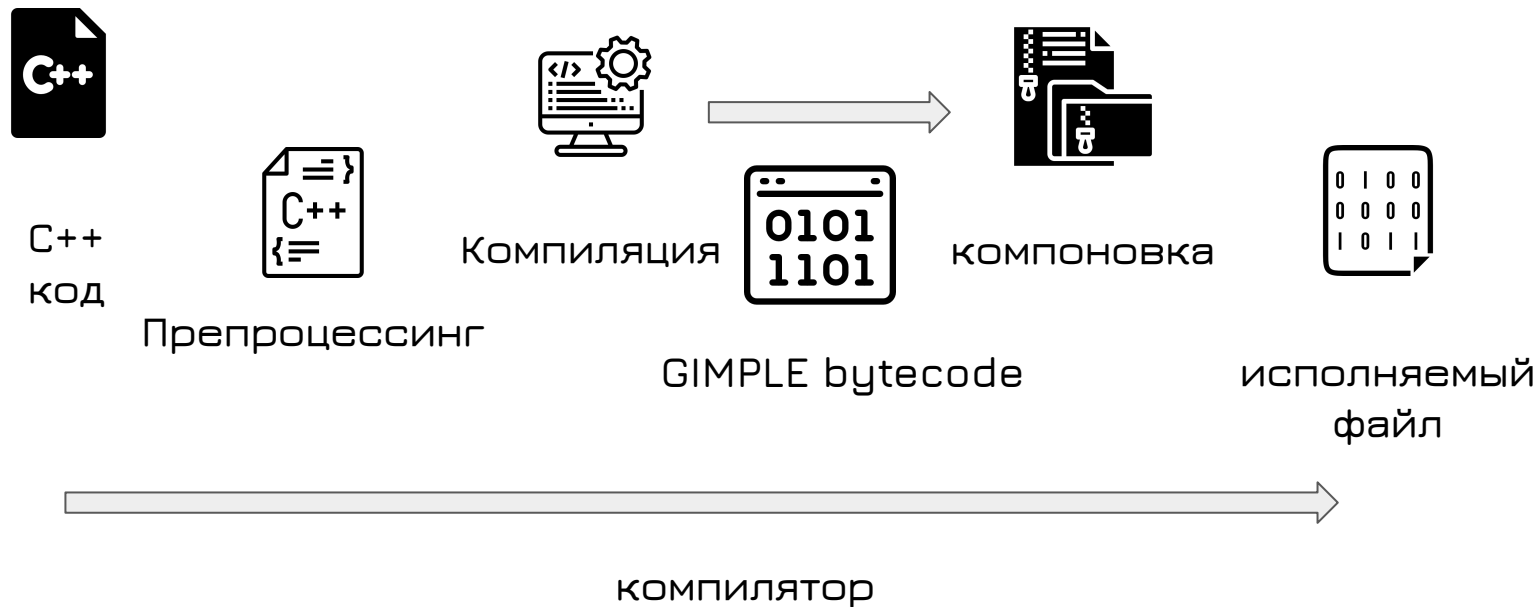 C++
C++
код
= }
C++
{=
Препроцессинг
</>
Компиляция
0101
1101
GIMPLE bytecode
компоновка
0 1 0 0
0 0 0 0
1 0 1 1
исполняемый
файл
компилятор